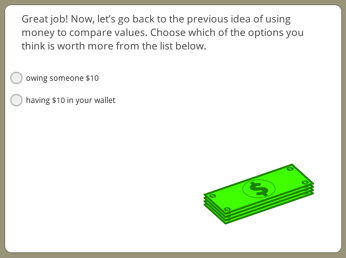 Great job! Now, let's go back to the previous idea of using
money to compare values. Choose which of the options you
think is worth more from the list below.
owing someone $10
having $10 in your wallet
$